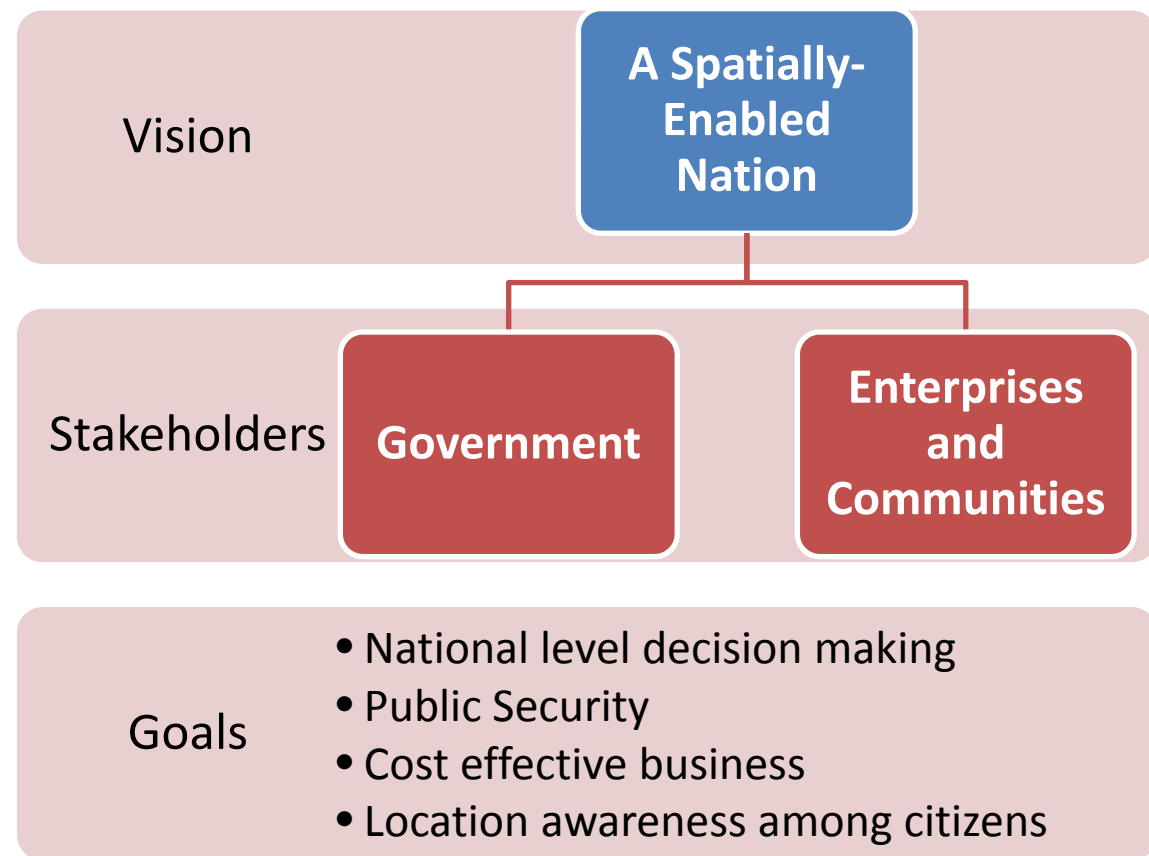 Vision
A Spatially-
Enabled
Nation
Stakeholders
Government
Enterprises
and
Communities
Goals
• National level decision making
• Public Security
• Cost effective business
• Location awareness among citizens